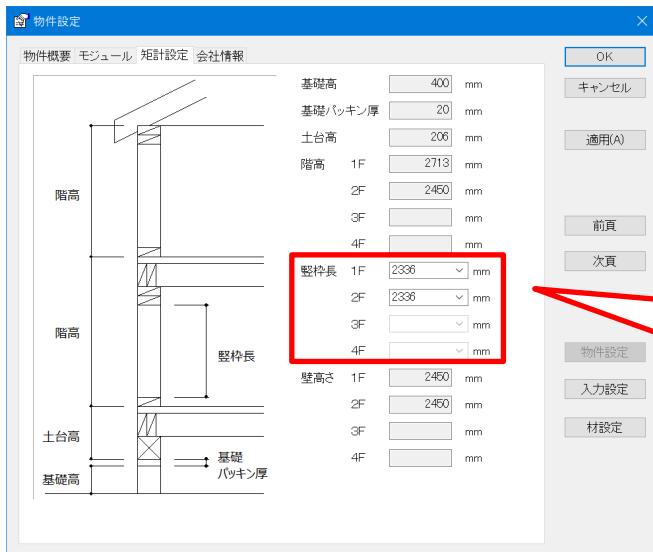 物件設定
物件概要 モジュール 矩計設定 会社情報
OK
キャンセル
適用(A)
前頁
次頁
物件設定
入力設定
材設定
階高
階高
竪枠長
土台高
基礎高
基礎
パッキン厚
基礎高 400 mm
基礎パッキン厚 20 mm
土台高 206 mm
階高 1F 2713 mm
2F 2450 mm
3F mm
4F mm
竪枠長 1F 2336 mm
2F 2336 mm
3F mm
4F mm
壁高さ 1F 2450 mm
2F 2450 mm
3F mm
4F mm